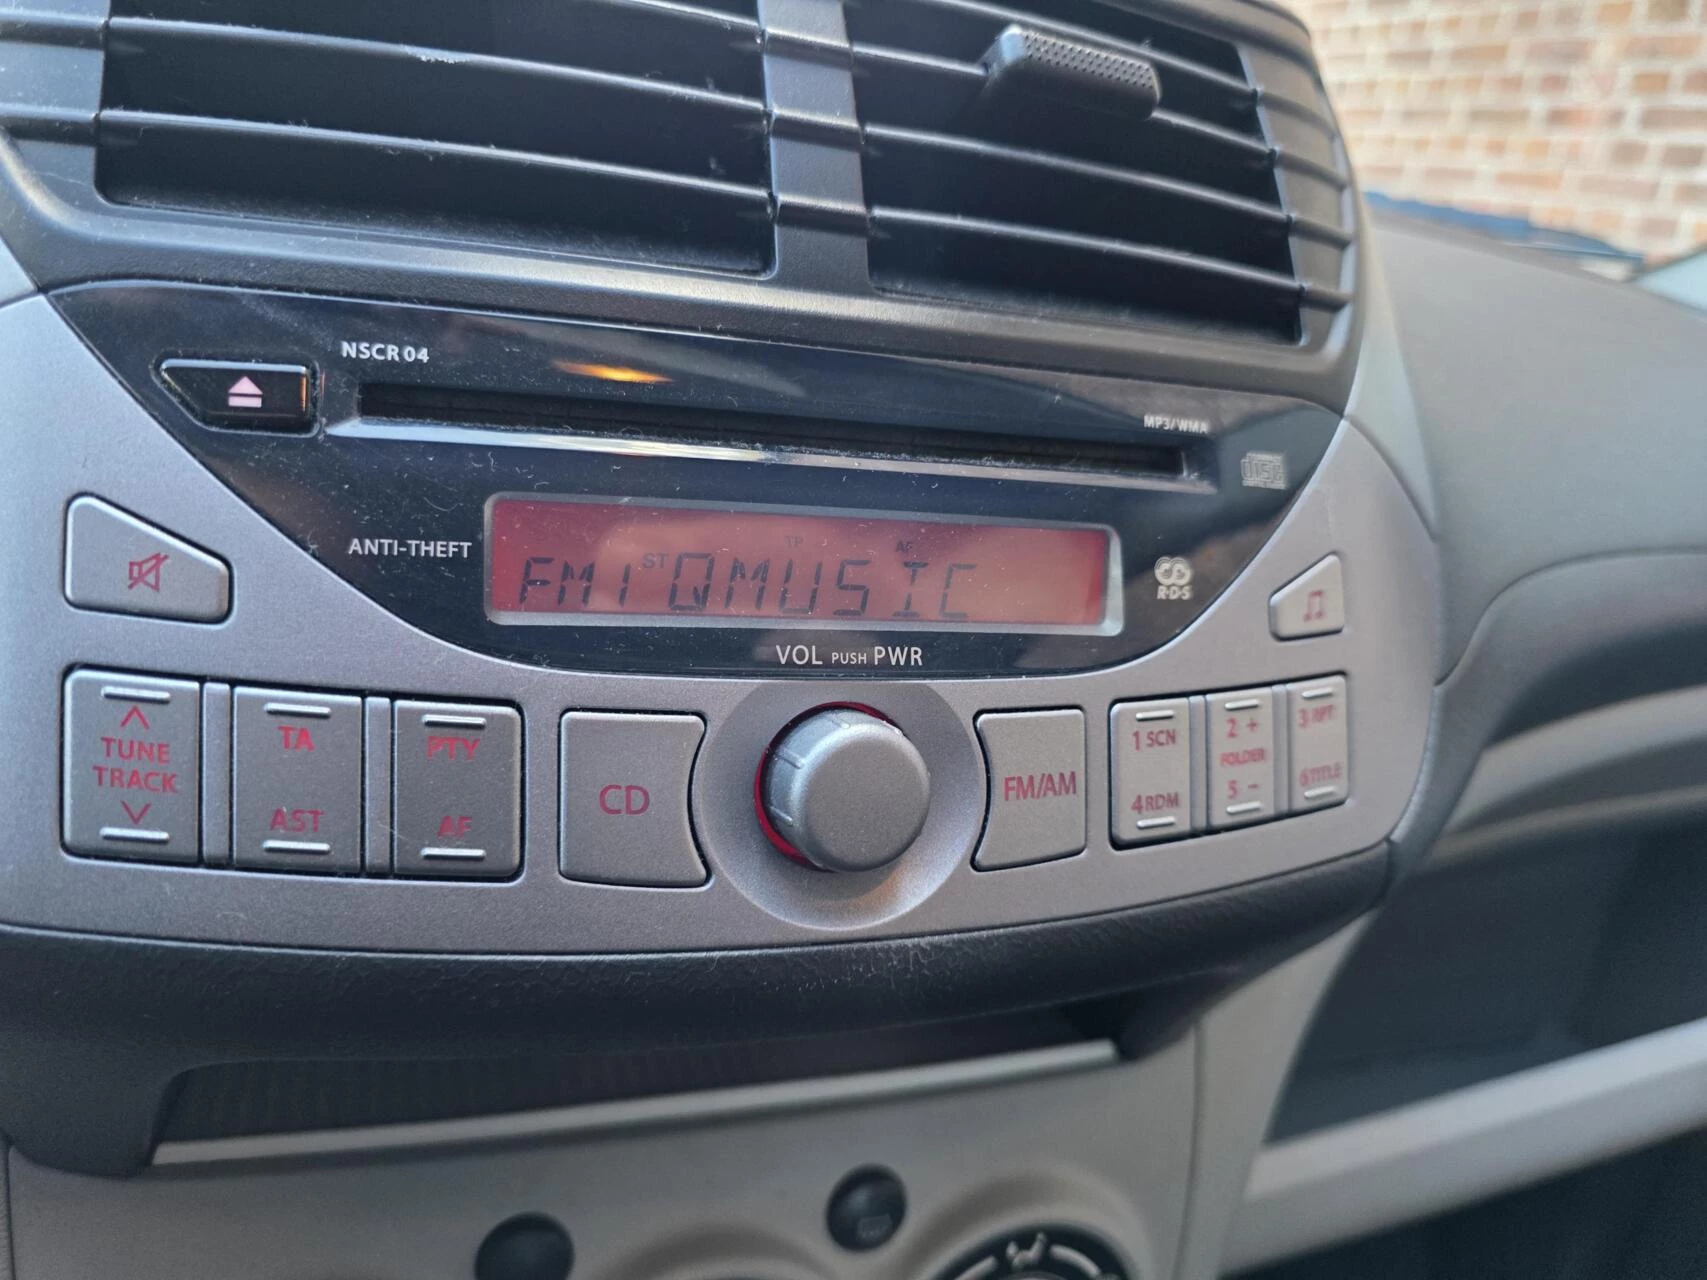 NSCR04
MP3/WMA
DISC
ANTI-THEFT
ST TP AF
FM1 QMUSIC
R·D·S
VOL PUSH PWR
TUNE
TRACK
TA
AST
PTY
AF
CD
FM/AM
1 SCN
4 RDM
2 +
FOLDER
5 -
3 RPT
6 TITLE